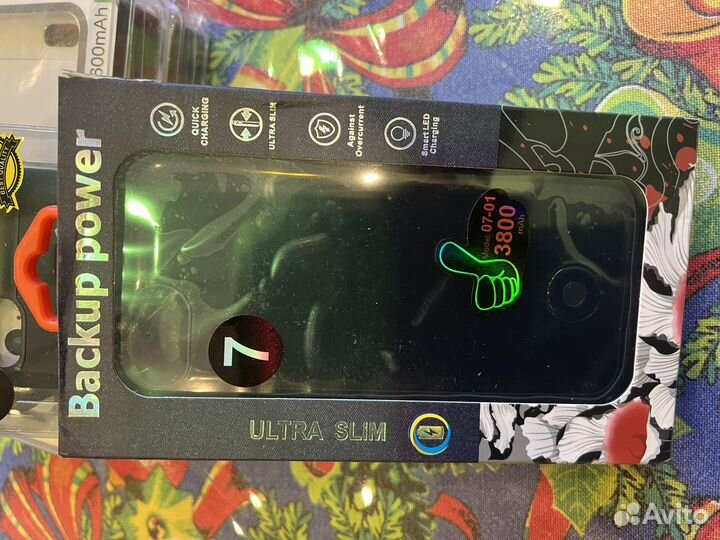 600mAh
Backup power
QUICK
CHARGING
ULTRA SLIM
Against
Overcurrent
Smart LED
Charging
Model: 07-01
3800
mAh
7
ULTRA SLIM
Avito